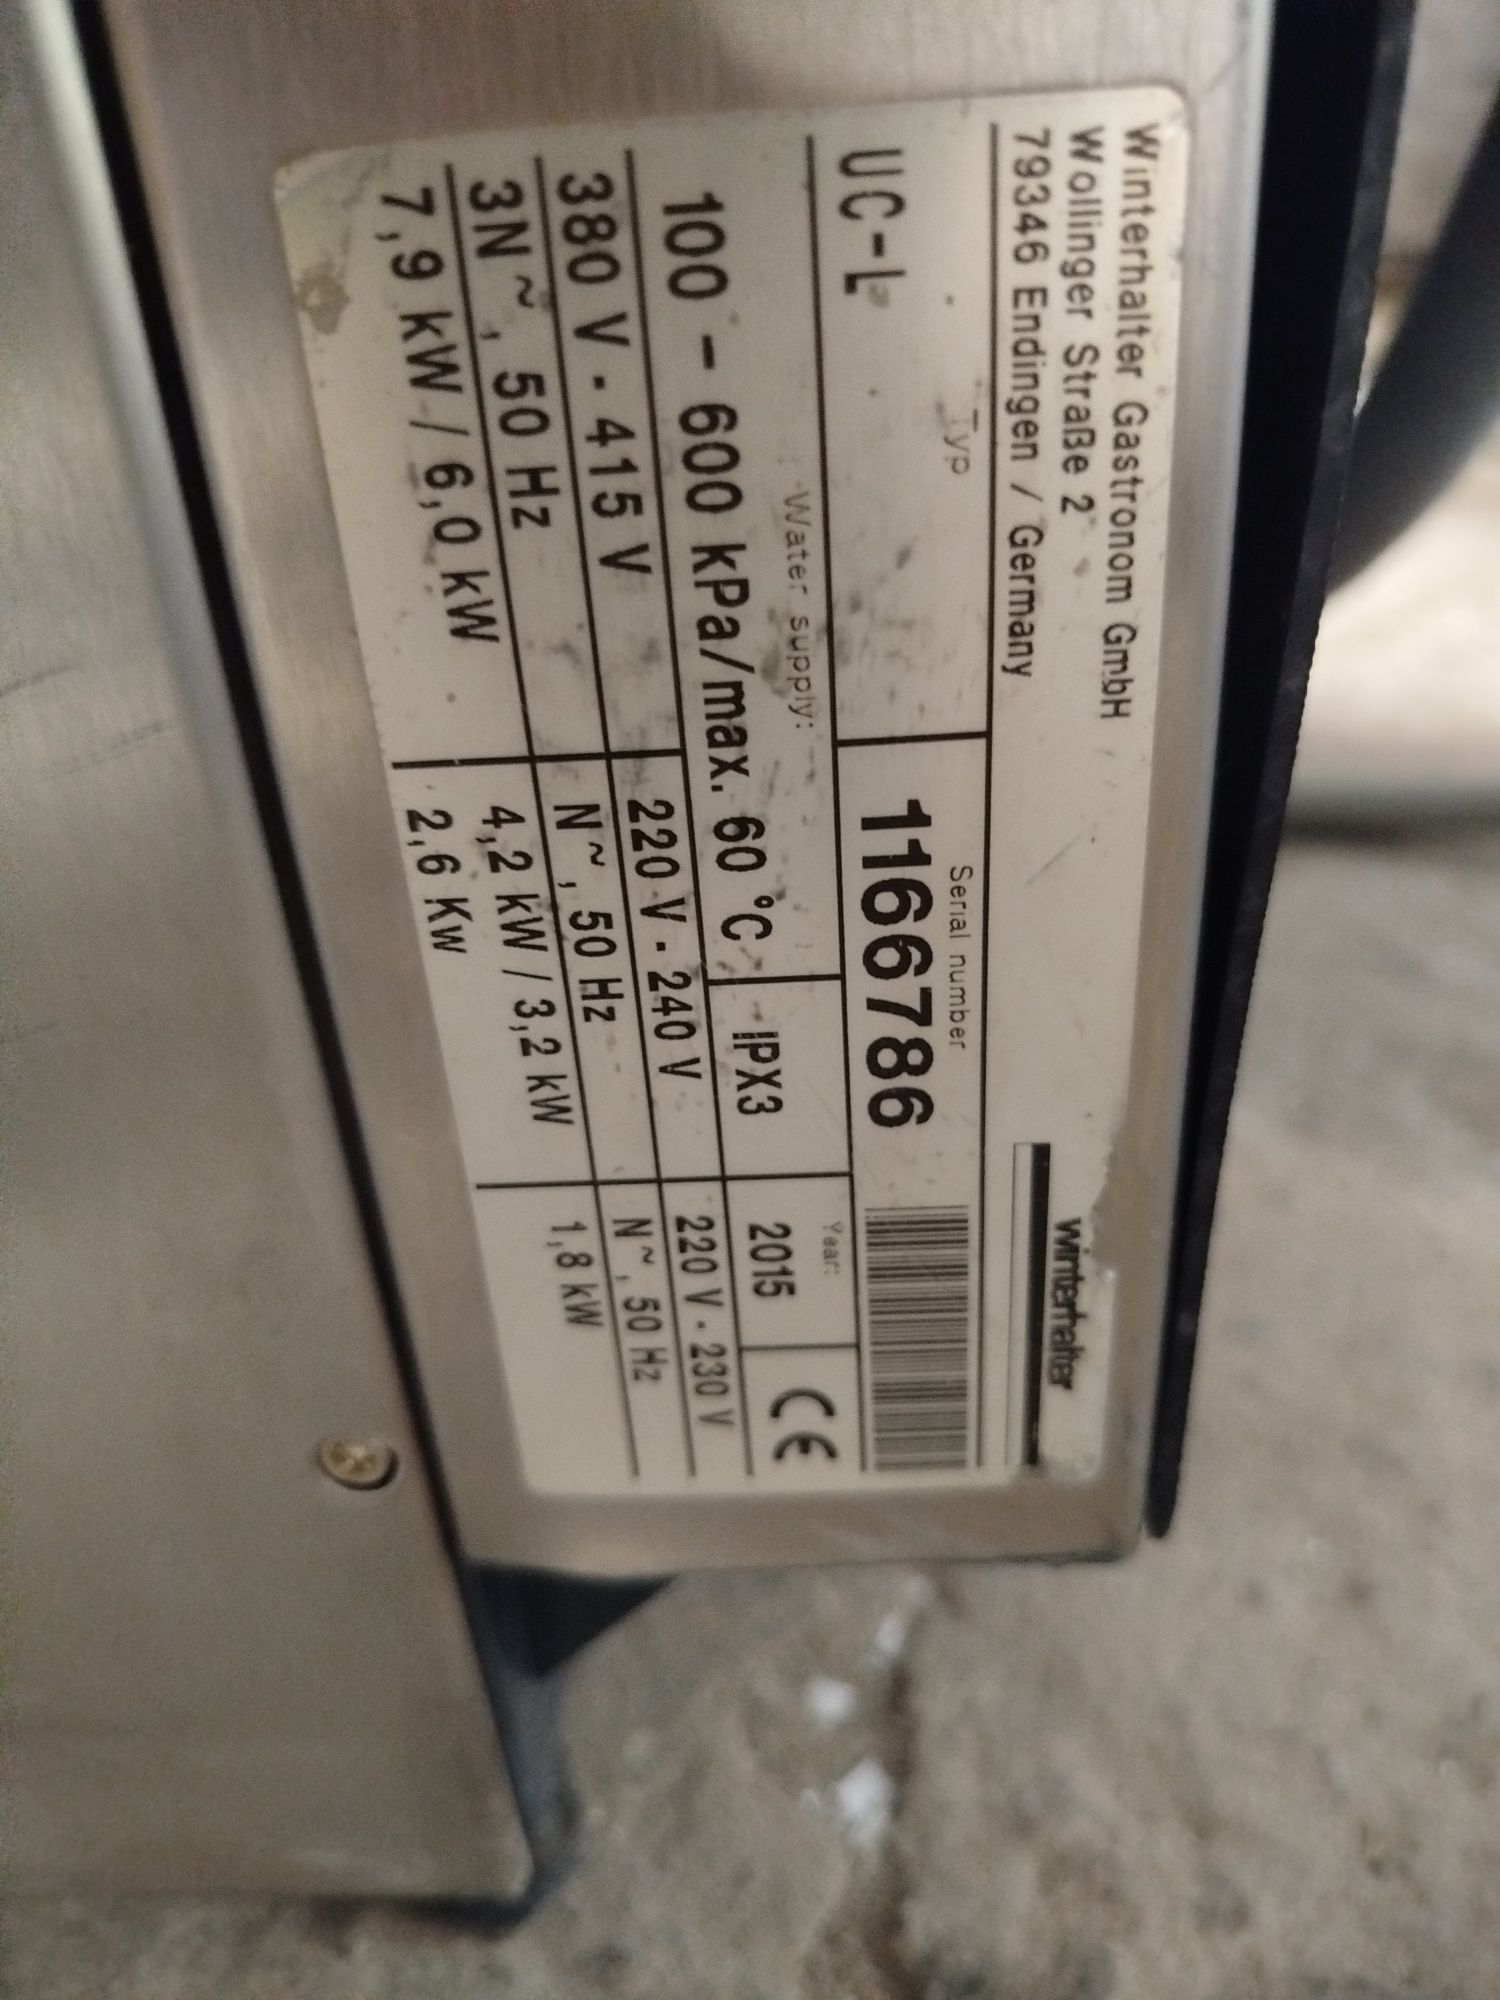 Winterhalter Gastronom GmbH
Wollinger Straße 2
79346 Endingen / Germany
winterhalter
Typ
UC-L
Serial number
1166786
Water supply:
100 - 600 kPa/max. 60 °C
IPX3
Year:
2015
CE
380 V - 415 V
220 V - 240 V
220 V - 230 V
3N~, 50 Hz
N~, 50 Hz
N~, 50 Hz
7,9 kW / 6,0 kW
4,2 kW / 3,2 kW
1,8 kW
2,6 Kw